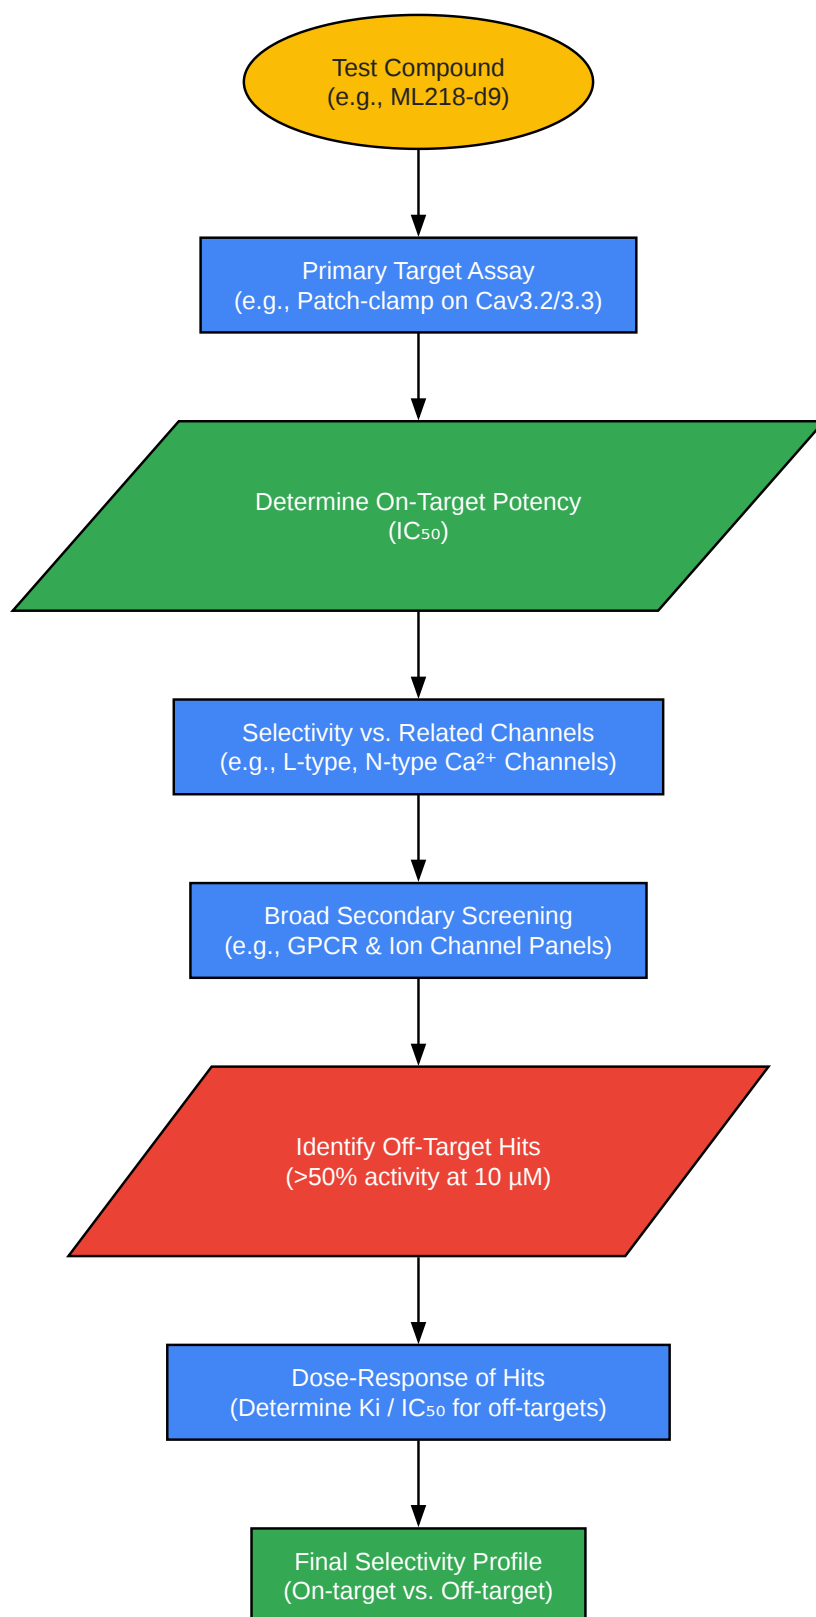 Test Compound
(e.g., ML218-d9)
Primary Target Assay
(e.g., Patch-clamp on Cav3.2/3.3)
Determine On-Target Potency
(IC₅₀)
Selectivity vs. Related Channels
(e.g., L-type, N-type Ca²⁺ Channels)
Broad Secondary Screening
(e.g., GPCR & Ion Channel Panels)
Identify Off-Target Hits
(>50% activity at 10 µM)
Dose-Response of Hits
(Determine Ki / IC₅₀ for off-targets)
Final Selectivity Profile
(On-target vs. Off-target)